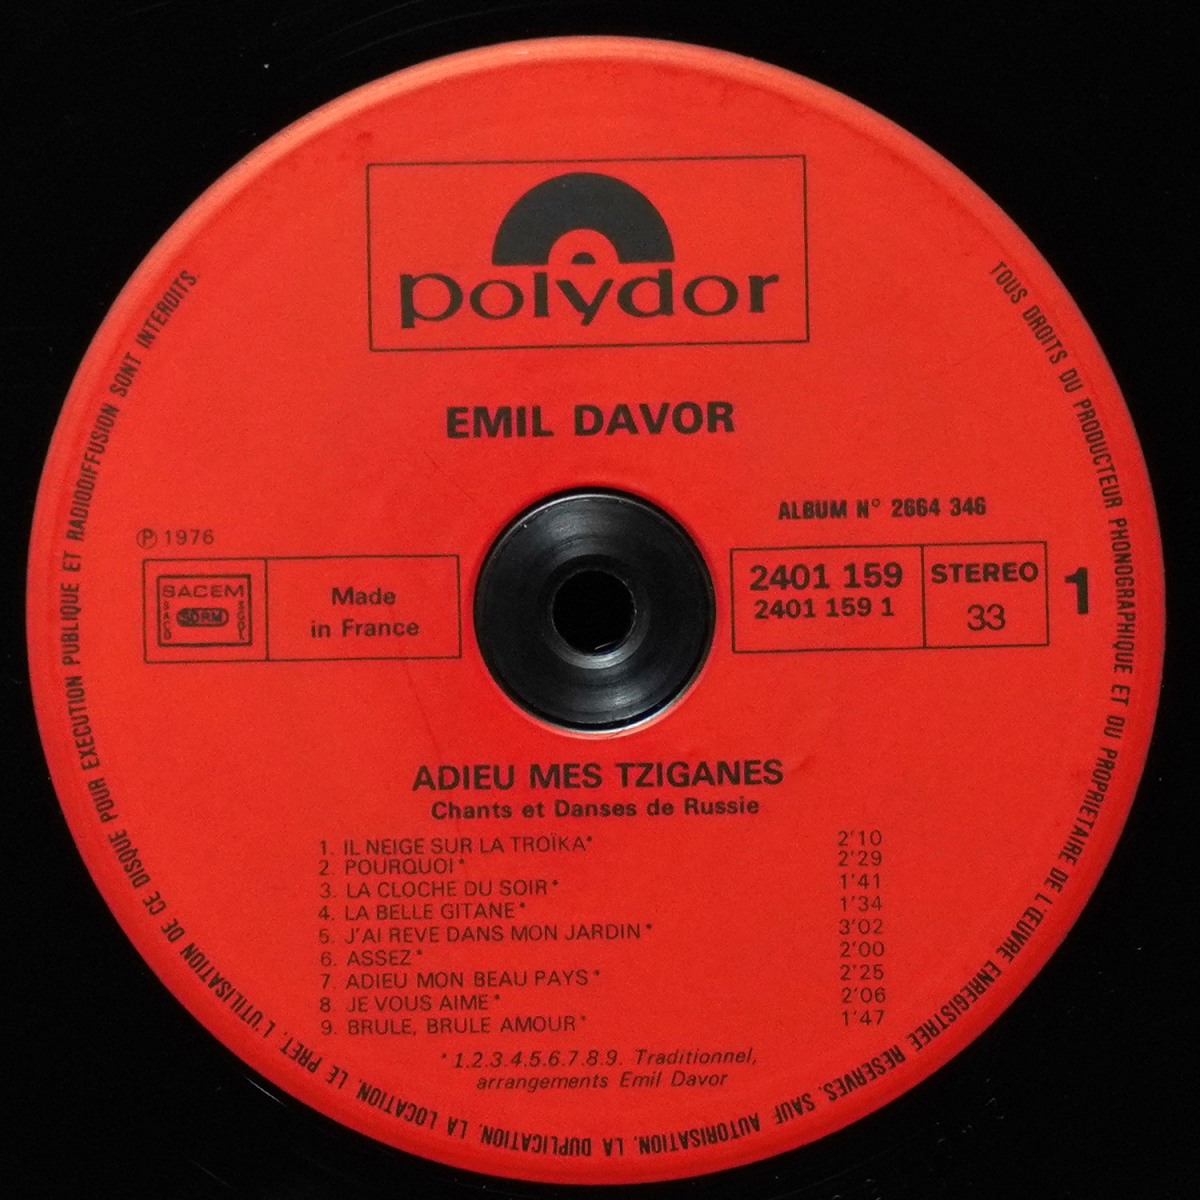 polydor
EMIL DAVOR
ALBUM N° 2664 346
Ⓟ 1976
SACEM
SACD
SDRM
SGDL
Made
in France
2401 159
2401 159 1
STEREO
33
1
ADIEU MES TZIGANES
Chants et Danses de Russie
1. IL NEIGE SUR LA TROÏKA* 2'10
2. POURQUOI* 2'29
3. LA CLOCHE DU SOIR* 1'41
4. LA BELLE GITANE* 1'34
5. J'AI REVE DANS MON JARDIN* 3'02
6. ASSEZ* 2'00
7. ADIEU MON BEAU PAYS* 2'25
8. JE VOUS AIME* 2'06
9. BRULE, BRULE AMOUR* 1'47
*1.2.3.4.5.6.7.8.9. Traditionnel,
arrangements Emil Davor
TOUS DROITS DU PRODUCTEUR PHONOGRAPHIQUE ET DU PROPRIETAIRE DE L'ŒUVRE ENREGISTREE RESERVES. SAUF AUTORISATION, LA DUPLICATION, LA LOCATION, LE PRET, L'UTILISATION DE CE DISQUE POUR EXECUTION PUBLIQUE ET RADIODIFFUSION SONT INTERDITS.